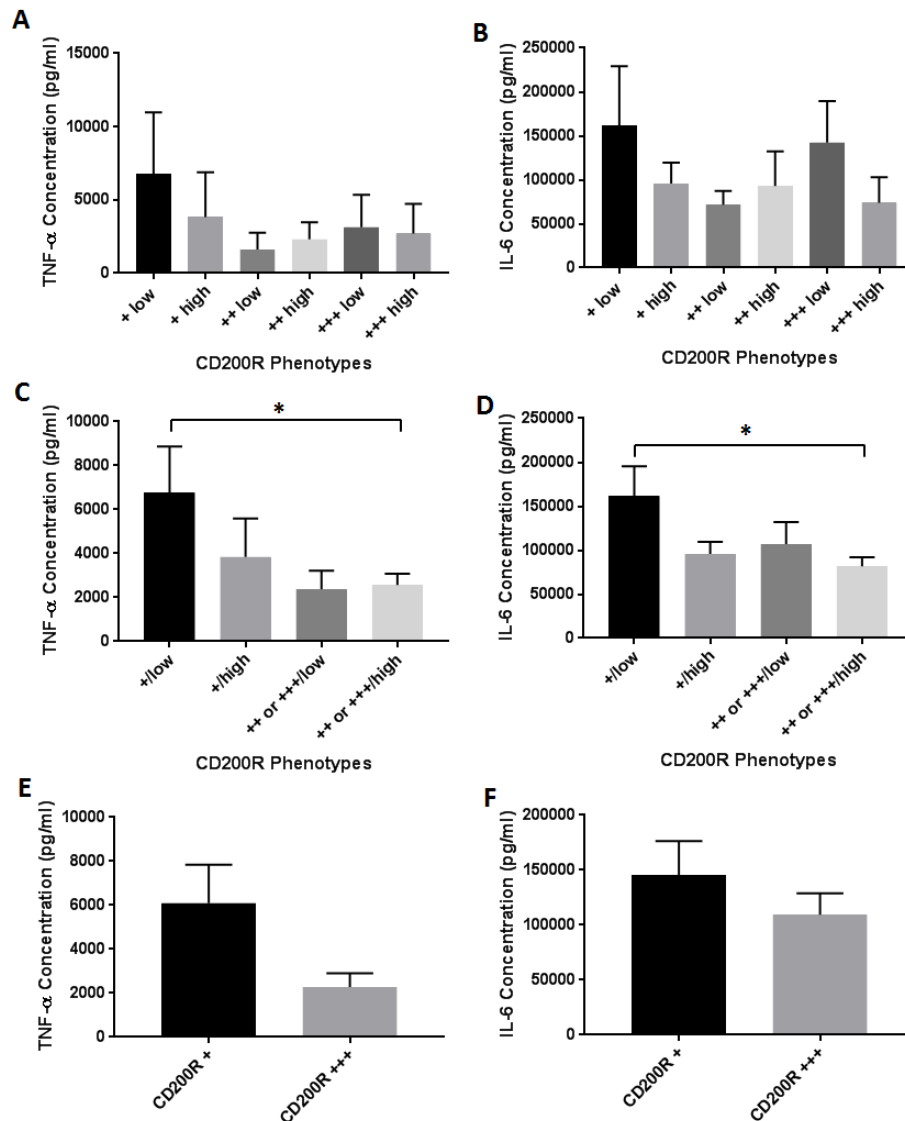 A
TNF-α Concentration (pg/ml)
15000
10000
5000
0
+ low
+ high
++ low
++ high
+++ low
+++ high
CD200R Phenotypes
B
IL-6 Concentration (pg/ml)
250000
200000
150000
100000
50000
0
+ low
+ high
++ low
++ high
+++ low
+++ high
CD200R Phenotypes
C
TNF-α Concentration (pg/ml)
10000
8000
6000
4000
2000
0
*
+/low
+/high
++ or +++/low
++ or +++/high
CD200R Phenotypes
D
IL-6 Concentration (pg/ml)
250000
200000
150000
100000
50000
0
*
+/low
+/high
++ or +++/low
++ or +++/high
CD200R Phenotypes
E
TNF-α Concentration (pg/ml)
10000
8000
6000
4000
2000
0
CD200R +
CD200R +++
F
IL-6 Concentration (pg/ml)
200000
150000
100000
50000
0
CD200R +
CD200R +++